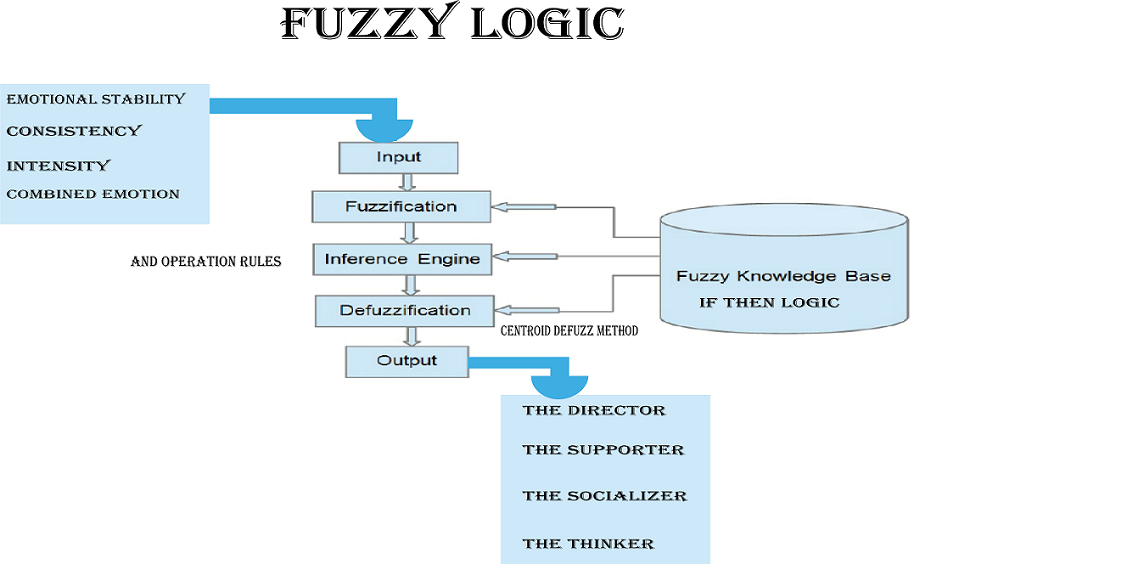 FUZZY LOGIC
EMOTIONAL STABILITY
CONSISTENCY
INTENSITY
COMBINED EMOTION
Input
Fuzzification
AND OPERATION RULES
Inference Engine
Fuzzy Knowledge Base
IF THEN LOGIC
Defuzzification
CENTROID DEFUZZ METHOD
Output
THE DIRECTOR
THE SUPPORTER
THE SOCIALIZER
THE THINKER